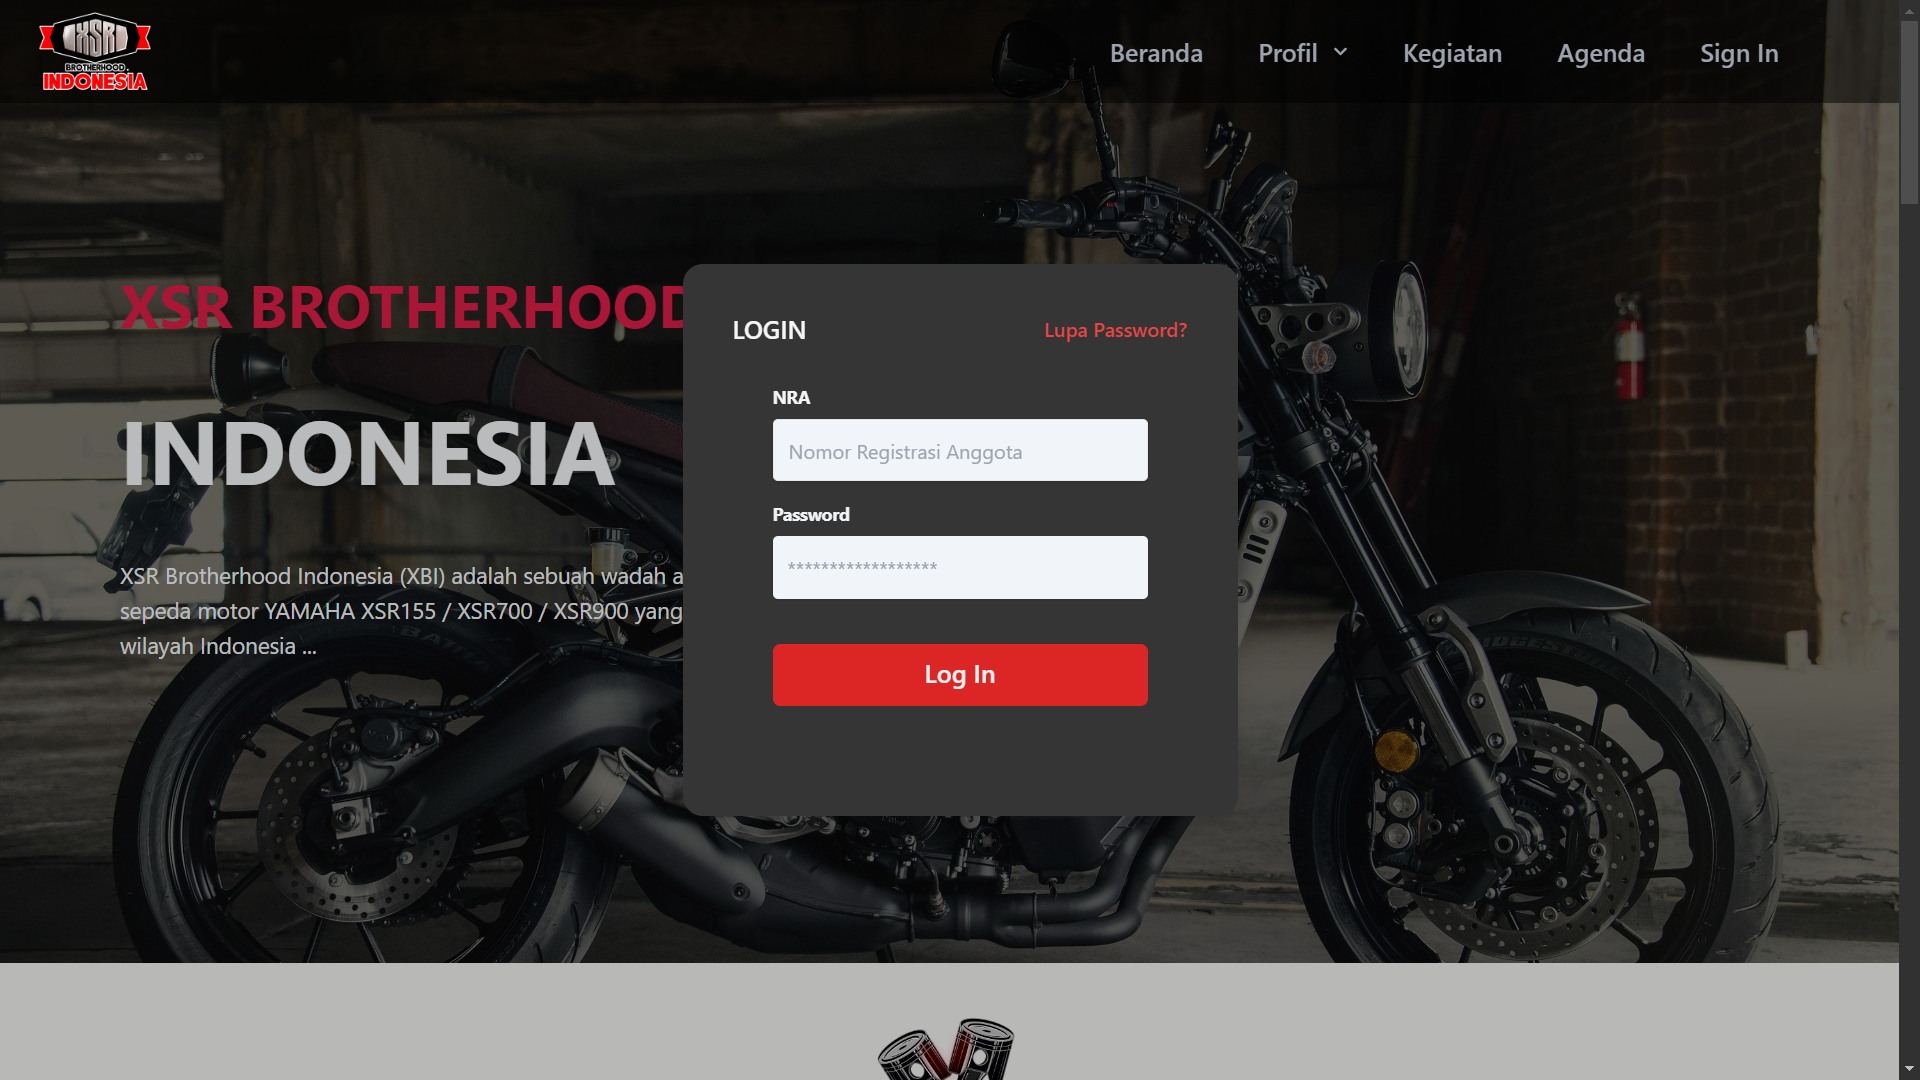 XSR
BROTHERHOOD
INDONESIA
Beranda
Profil
Kegiatan
Agenda
Sign In
XSR BROTHERHOOD
INDONESIA
XSR Brotherhood Indonesia (XBI) adalah sebuah wadah a
sepeda motor YAMAHA XSR155 / XSR700 / XSR900 yang
wilayah Indonesia ...
LOGIN
Lupa Password?
NRA
Nomor Registrasi Anggota
Password
******************
Log In